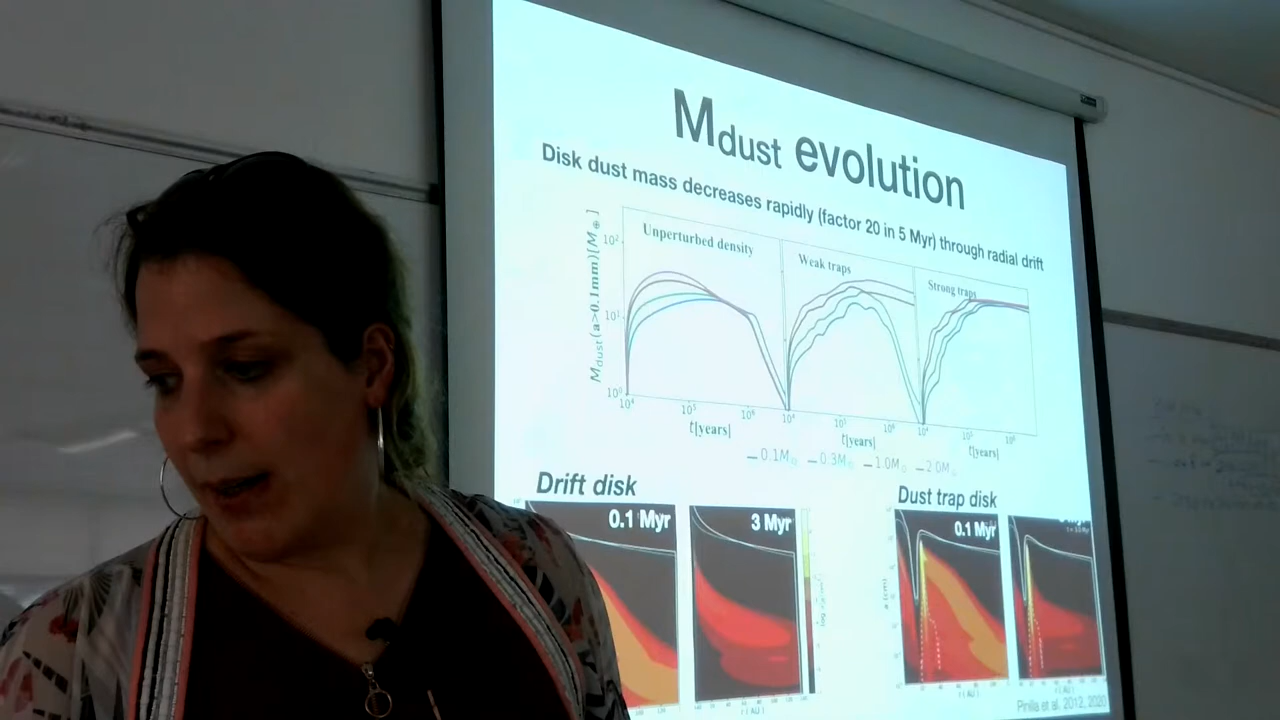 Mdust evolution
Disk dust mass decreases rapidly (factor 20 in 5 Myr) through radial drift
Unperturbed density
Weak traps
Strong traps
Mdust(a>0.1mm)[M⊕]
10²
10¹
10⁰
10⁴ 10⁵ 10⁶ 10⁴ 10⁵ 10⁶ 10⁴ 10⁵ 10⁶
t[years] t[years] t[years]
0.1M☉ 0.3M☉ 1.0M☉ 2.0M☉
Drift disk
Dust trap disk
0.1 Myr
3 Myr
0.1 Myr
r (AU)
r (AU)
r (AU)
Pinilla et al. 2012, 2020